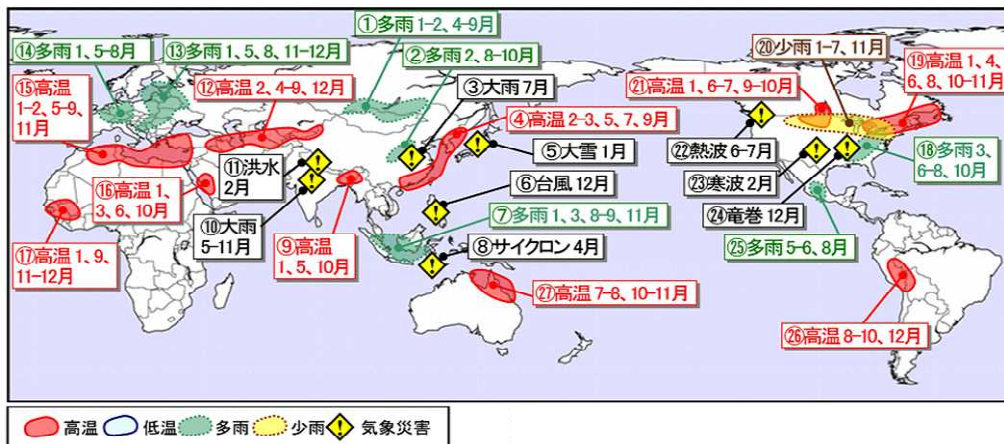 ①多雨 1-2、4-9月
②多雨 2、8-10月
③大雨 7月
④高温 2-3、5、7、9月
⑤大雪 1月
⑥台風 12月
⑦多雨 1、3、8-9、11月
⑧サイクロン 4月
⑨高温
1、5、10月
⑩大雨
5-11月
⑪洪水
2月
⑫高温 2、4-9、12月
⑬多雨 1、5、8、11-12月
⑭多雨 1、5-8月
⑮高温
1-2、5-9、
11月
⑯高温 1、
3、6、10月
⑰高温 1、9、
11-12月
⑱多雨 3、
6-8、10月
⑲高温 1、4、
6、8、10-11月
⑳少雨 1-7、11月
㉑高温 1、6-7、9-10月
㉒熱波 6-7月
㉓寒波 2月
㉔竜巻 12月
㉕多雨 5-6、8月
㉖高温 8-10、12月
㉗高温 7-8、10-11月
高温 低温 多雨 少雨 気象災害